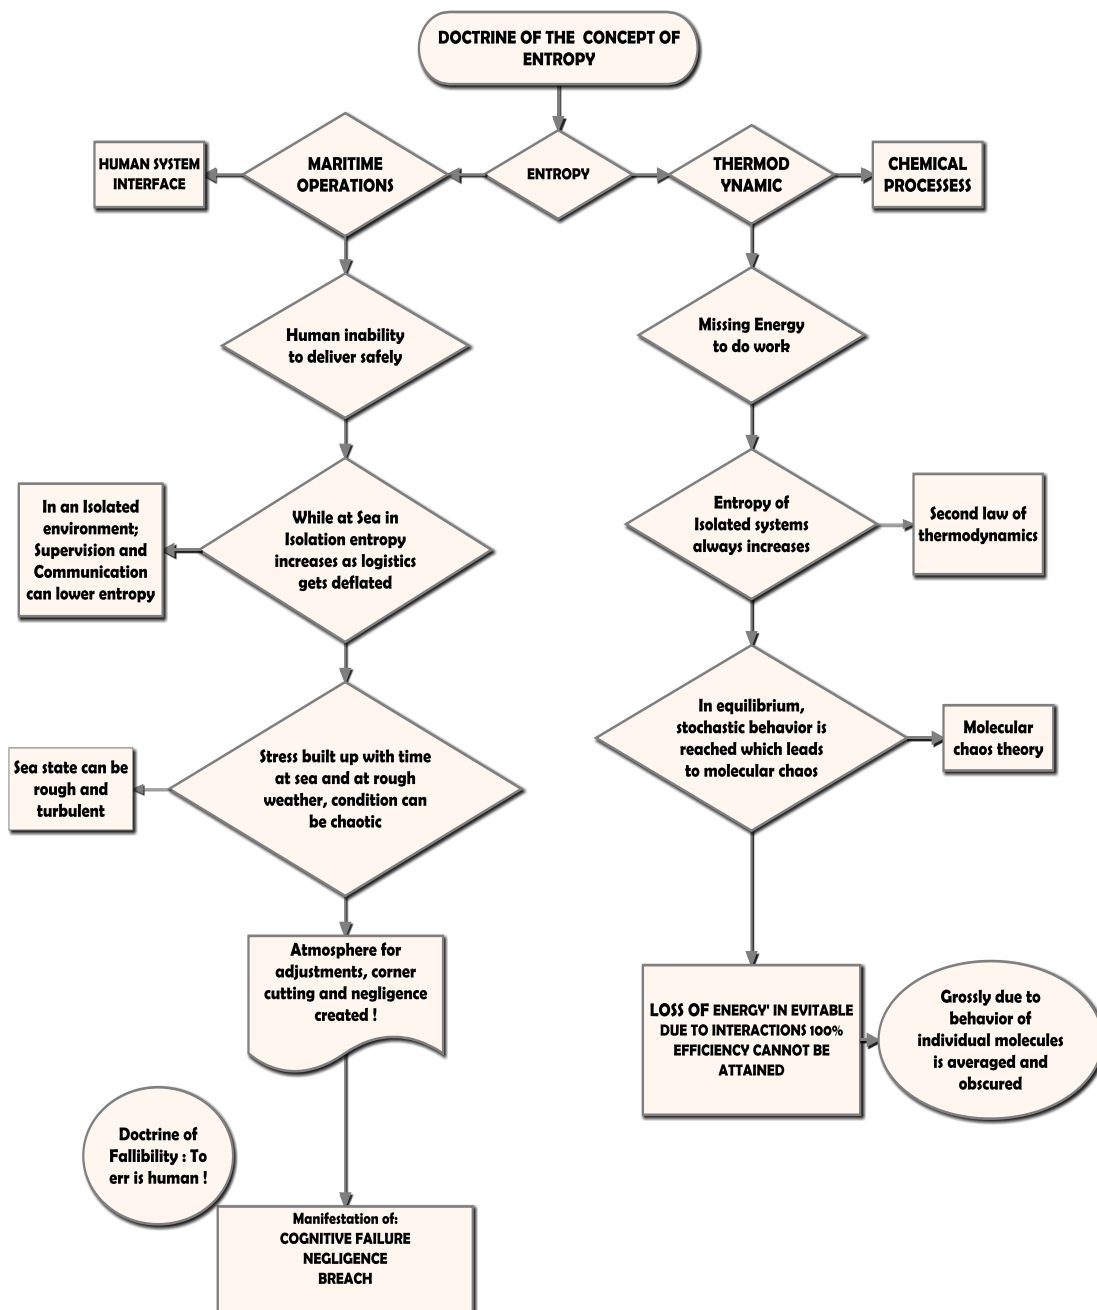 DOCTRINE OF THE CONCEPT OF
ENTROPY
HUMAN SYSTEM
INTERFACE
MARITIME
OPERATIONS
ENTROPY
THERMOD
YNAMIC
CHEMICAL
PROCESSESS
Human inability
to deliver safely
Missing Energy
to do work
In an Isolated
environment;
Supervision and
Communication
can lower entropy
While at Sea in
Isolation entropy
increases as logistics
gets deflated
Entropy of
Isolated systems
always increases
Second law of
thermodynamics
Sea state can be
rough and
turbulent
Stress built up with time
at sea and at rough
weather, condition can
be chaotic
In equilibrium,
stochastic behavior is
reached which leads
to molecular chaos
Molecular
chaos theory
Atmosphere for
adjustments, corner
cutting and negligence
created !
LOSS OF ENERGY' IN EVITABLE
DUE TO INTERACTIONS 100%
EFFICIENCY CANNOT BE
ATTAINED
Grossly due to
behavior of
individual molecules
is averaged and
obscured
Doctrine of
Fallibility : To
err is human !
Manifestation of:
COGNITIVE FAILURE
NEGLIGENCE
BREACH